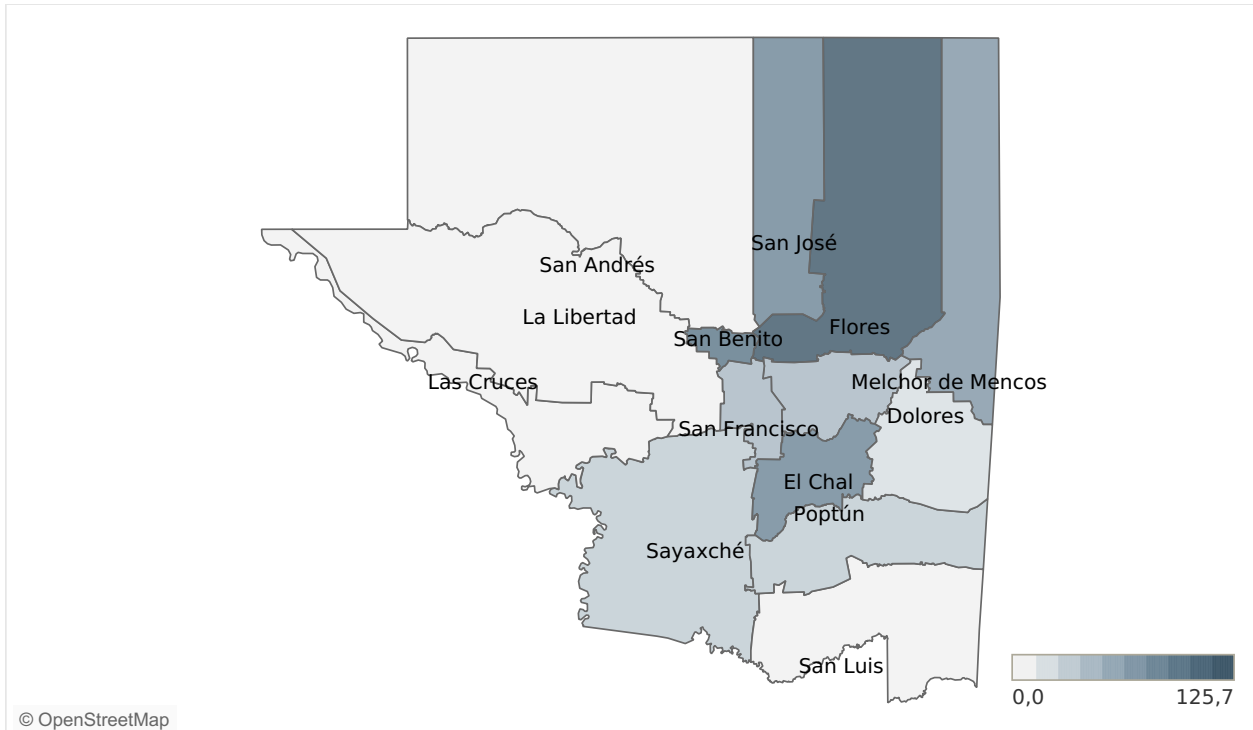 San José
San Andrés
La Libertad
Flores
San Benito
Las Cruces
Melchor de Mencos
Dolores
San Francisco
El Chal
Poptún
Sayaxché
San Luis
0,0
125,7
© OpenStreetMap